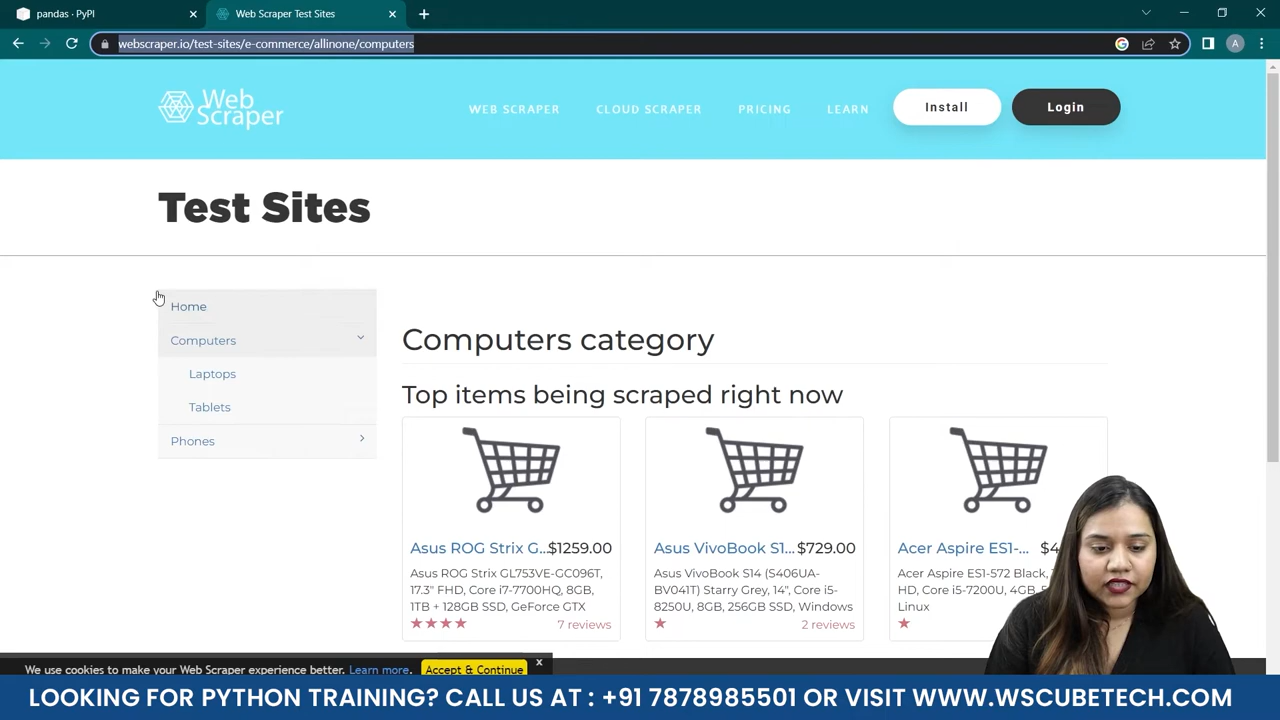 pandas · PyPI
Web Scraper Test Sites
webscraper.io/test-sites/e-commerce/allinone/computers
Web Scraper
WEB SCRAPER
CLOUD SCRAPER
PRICING
LEARN
Install
Login
Test Sites
Home
Computers
Laptops
Tablets
Phones
Computers category
Top items being scraped right now
Asus ROG Strix G...$1259.00
Asus ROG Strix GL753VE-GC096T,
17.3" FHD, Core i7-7700HQ, 8GB,
1TB + 128GB SSD, GeForce GTX
7 reviews
Asus VivoBook S1...$729.00
Asus VivoBook S14 (S406UA-
BV041T) Starry Grey, 14", Core i5-
8250U, 8GB, 256GB SSD, Windows
2 reviews
Acer Aspire ES1-...
Acer Aspire ES1-572 Black,
HD, Core i5-7200U, 4GB,
Linux
We use cookies to make your Web Scraper experience better. Learn more.
Accept & Continue
x
LOOKING FOR PYTHON TRAINING? CALL US AT : +91 7878985501 OR VISIT WWW.WSCUBETECH.COM